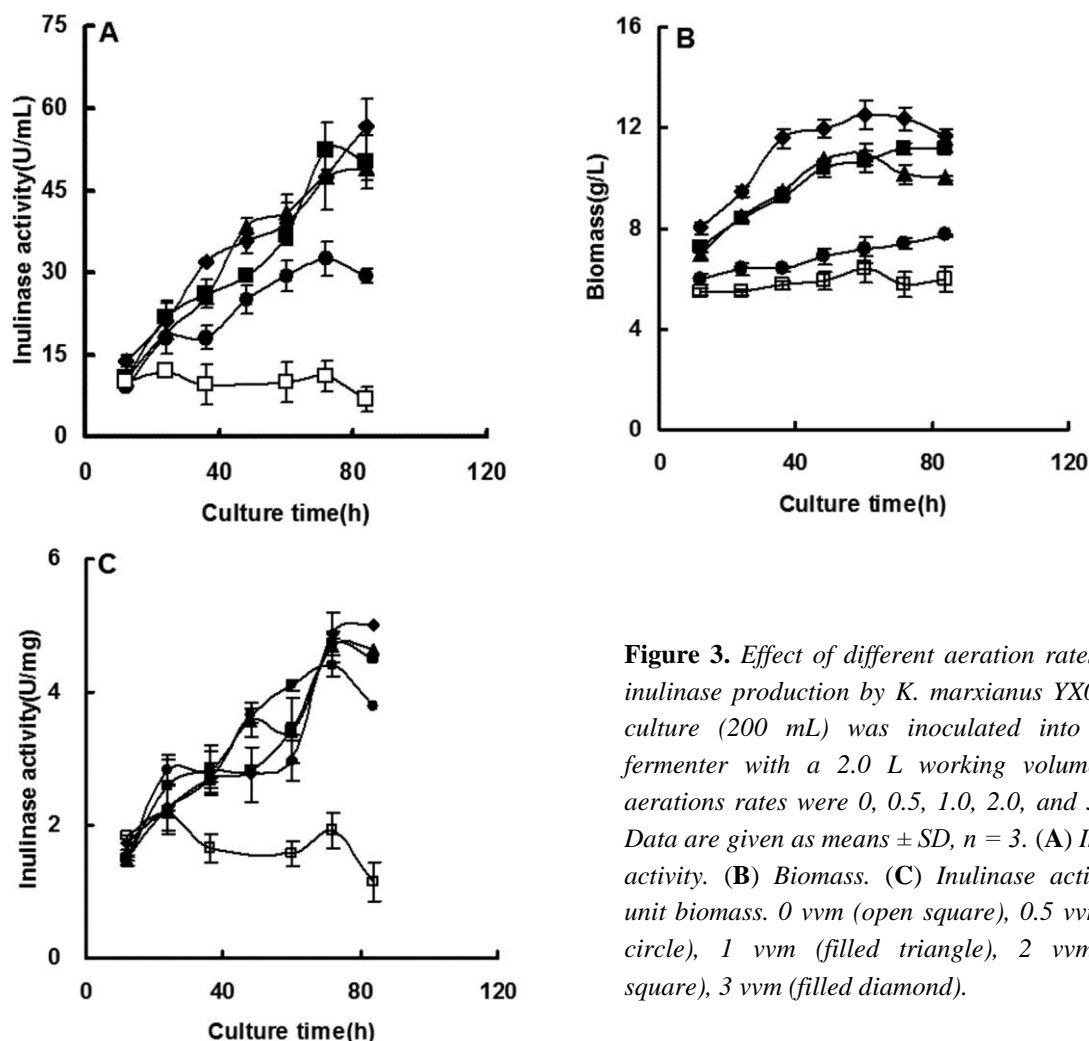 A
75
60
45
30
15
0
Inulinase activity(U/mL)
0 40 80 120
Culture time(h)
B
16
12
8
4
0
Biomass(g/L)
0 40 80 120
Culture time(h)
C
6
4
2
0
Inulinase activity(U/mg)
0 40 80 120
Culture time(h)
Figure 3. Effect of different aeration rates
inulinase production by K. marxianus
culture (200 mL) was inoculated into
fermenter with a 2.0 L working volume
aerations rates were 0, 0.5, 1.0, 2.0, and
Data are given as means ± SD, n = 3. (A)
activity. (B) Biomass. (C) Inulinase
unit biomass. 0 vvm (open square), 0.5
circle), 1 vvm (filled triangle), 2 vvm
square), 3 vvm (filled diamond).